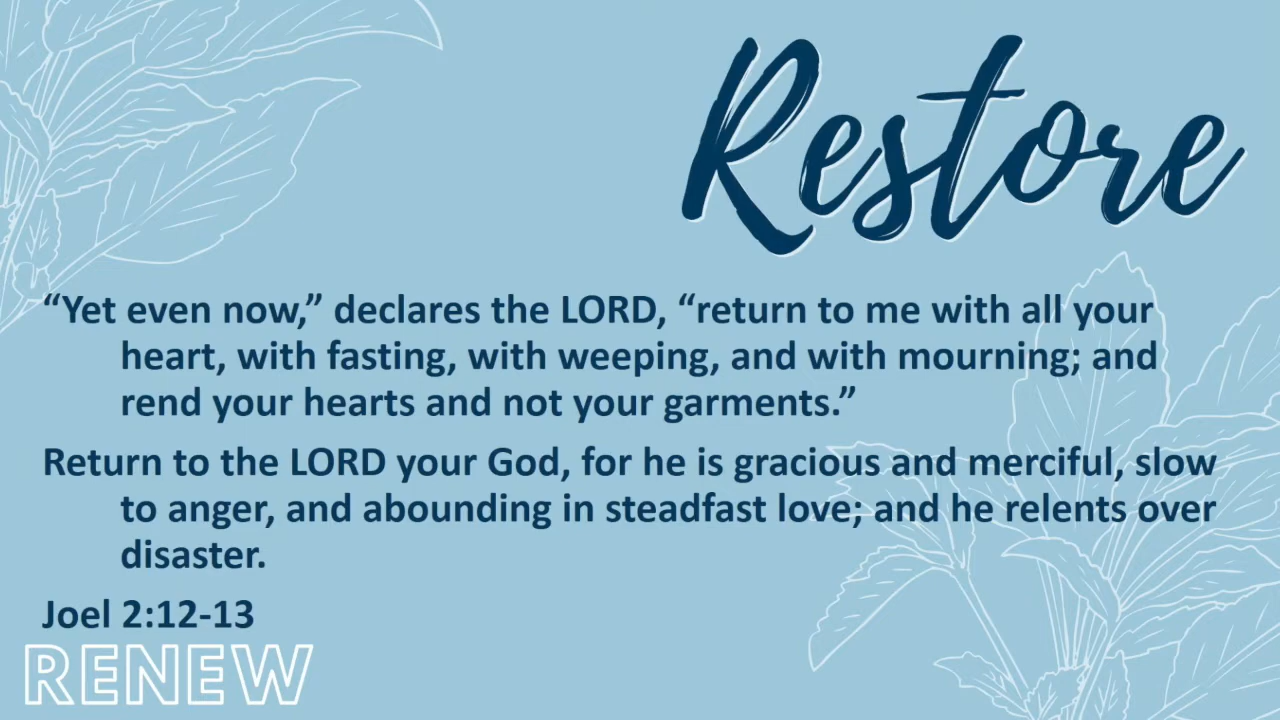 Restore
“Yet even now,” declares the LORD, “return to me with all your
heart, with fasting, with weeping, and with mourning; and
rend your hearts and not your garments.”
Return to the LORD your God, for he is gracious and merciful, slow
to anger, and abounding in steadfast love; and he relents over
disaster.
Joel 2:12-13
RENEW